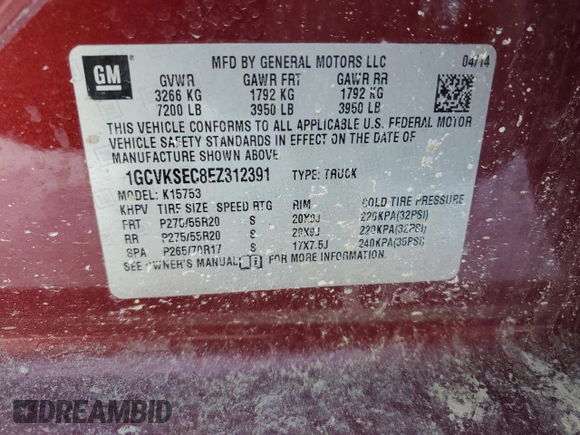 GM
MFD BY GENERAL MOTORS LLC 04/14
GVWR GAWR FRT GAWR RR
3266 KG 1792 KG 1792 KG
7200 LB 3950 LB 3950 LB
THIS VEHICLE CONFORMS TO ALL APPLICABLE U.S. FEDERAL MOTOR
VEHICLE SAFETY STANDARDS IN EFFECT ON THE DATE OF
MANUFACTURE SHOWN ABOVE.
1GCVKSEC8EZ312391 TYPE: TRUCK
MODEL: K15753
KHPV TIRE SIZE SPEED RTG RIM COLD TIRE PRESSURE
FRT P275/55R20 S 20X9J 220KPA(32PSI)
RR P275/55R20 S 20X9J 220KPA(32PSI)
SPA P265/70R17 S 17X7.5J 240KPA(35PSI)
SEE OWNER'S MANUAL FOR MORE INFORMATION.
DREAMBID